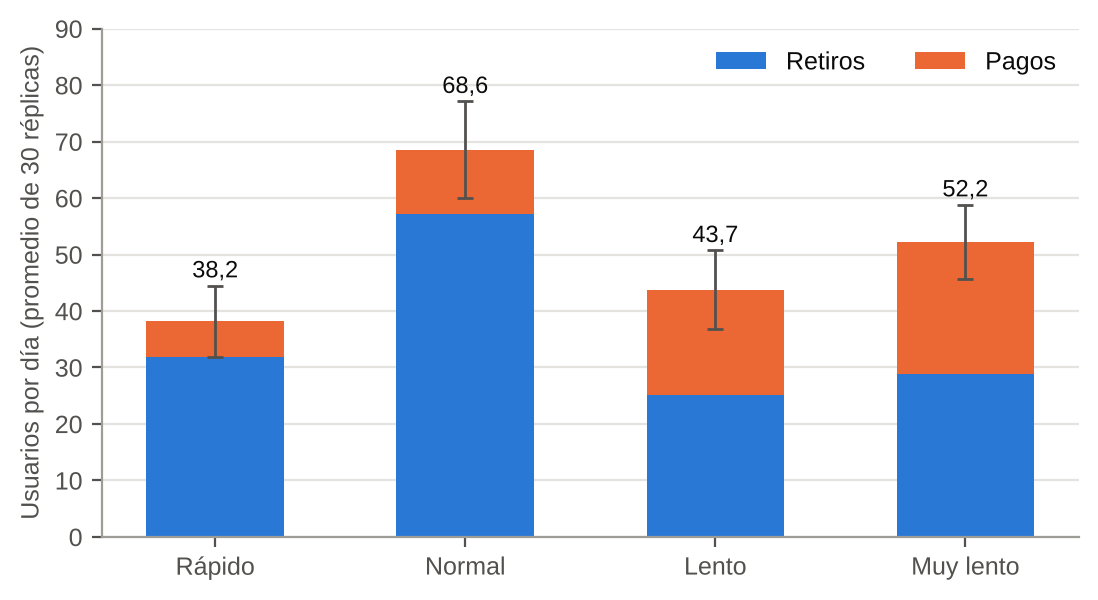 Usuarios por día (promedio de 30 réplicas)
90
80
70
60
50
40
30
20
10
0
Retiros
Pagos
38,2
68,6
43,7
52,2
Rápido
Normal
Lento
Muy lento